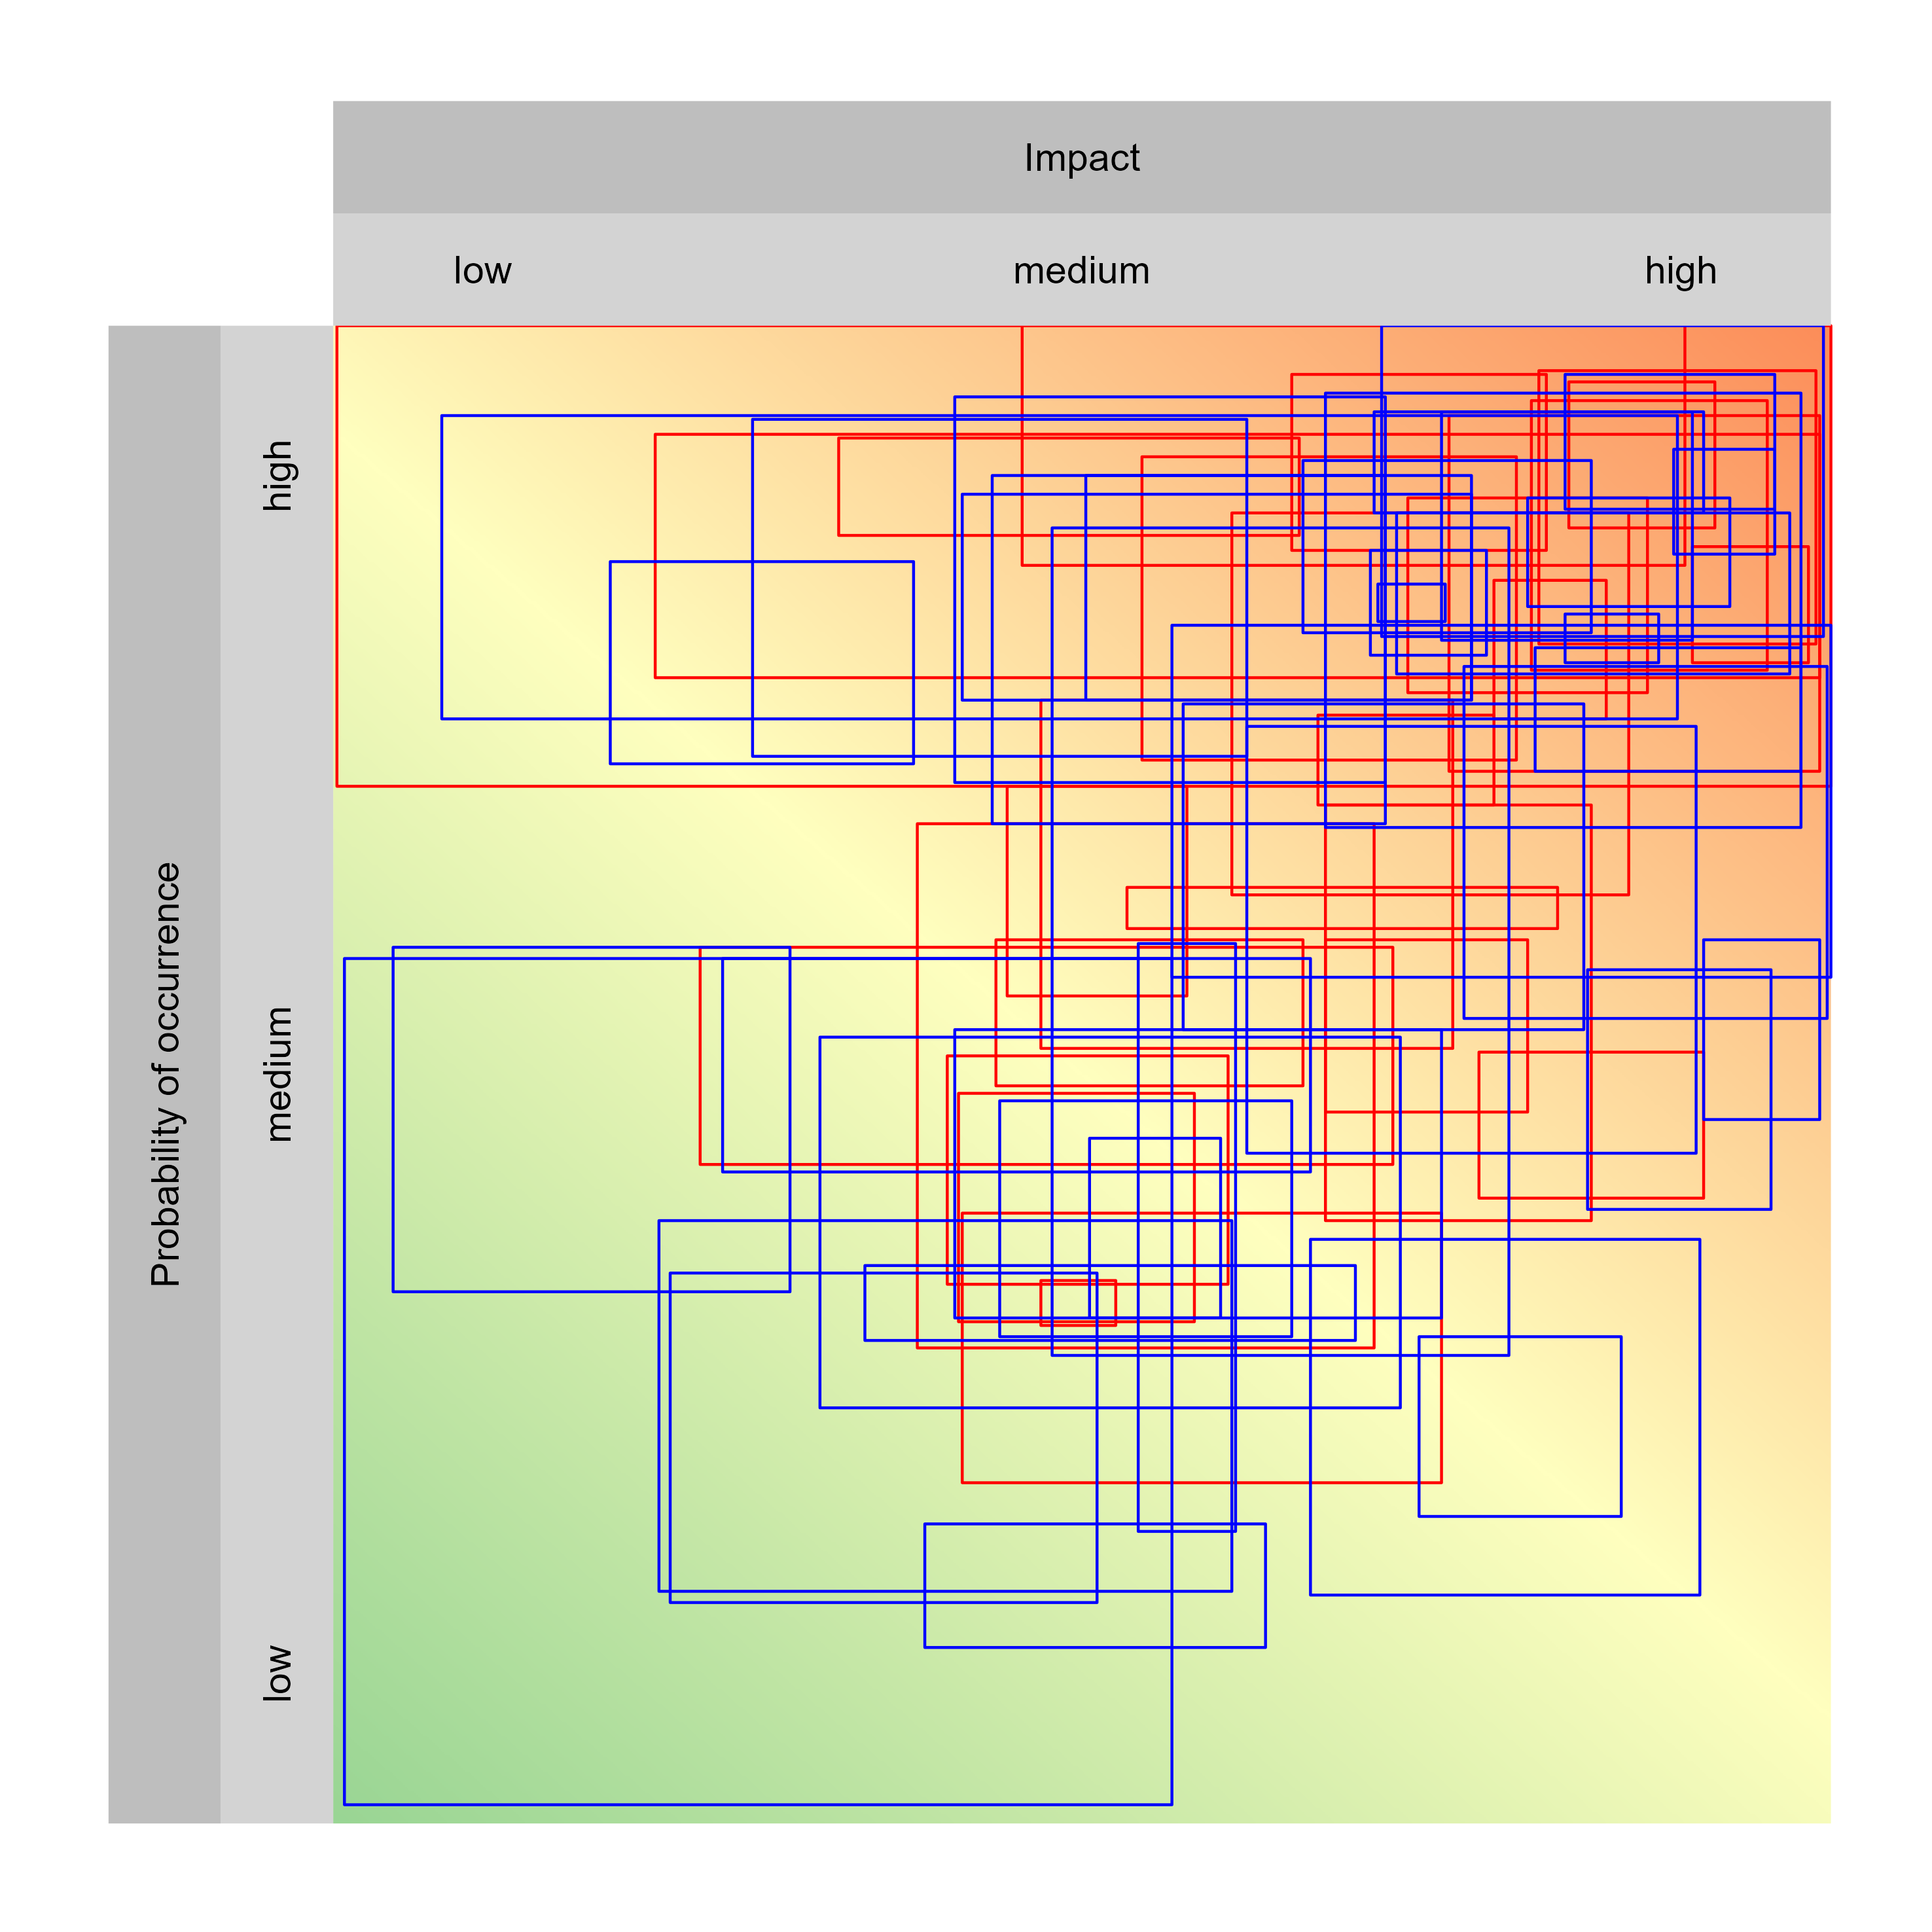 Impact
low medium high
Probability of occurrence
high
medium
low